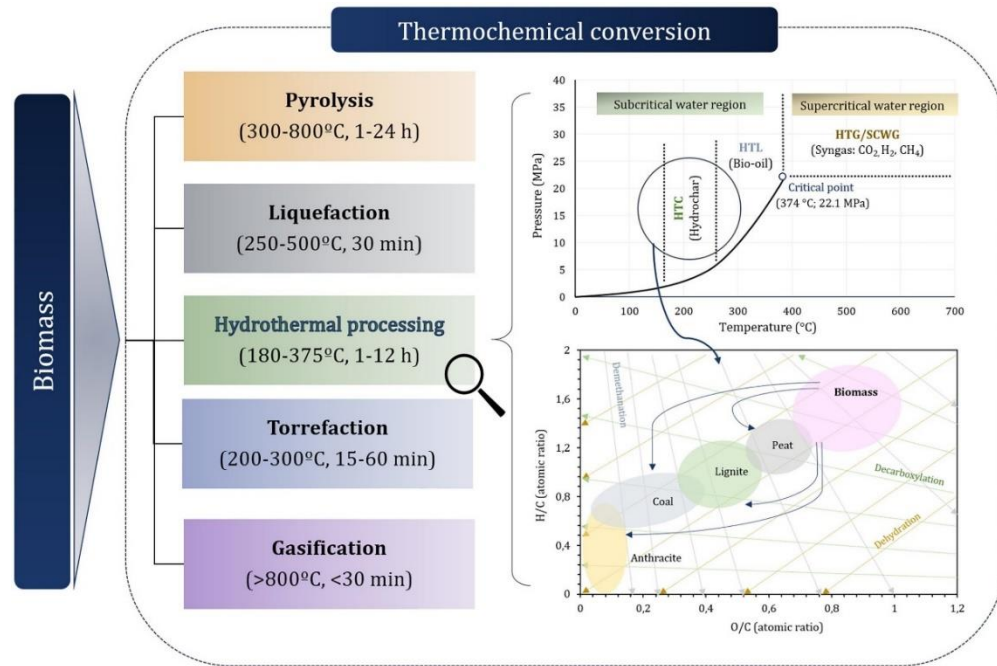 Thermochemical conversion
Biomass
Pyrolysis
(300-800ºC, 1-24 h)
Liquefaction
(250-500ºC, 30 min)
Hydrothermal processing
(180-375ºC, 1-12 h)
Torrefaction
(200-300ºC, 15-60 min)
Gasification
(>800ºC, <30 min)
Pressure (MPa)
40
35
30
25
20
15
10
5
0
Subcritical water region
Supercritical water region
HTC
(Hydrochar)
HTL
(Bio-oil)
HTG/SCWG
(Syngas: CO2, H2, CH4)
Critical point
(374 °C; 22.1 MPa)
0 100 200 300 400 500 600 700
Temperature (°C)
H/C (atomic ratio)
2
1,6
1,2
0,8
0,4
0
Demethanation
Biomass
Peat
Lignite
Coal
Anthracite
Decarboxylation
Dehydration
0 0,2 0,4 0,6 0,8 1 1,2
O/C (atomic ratio)